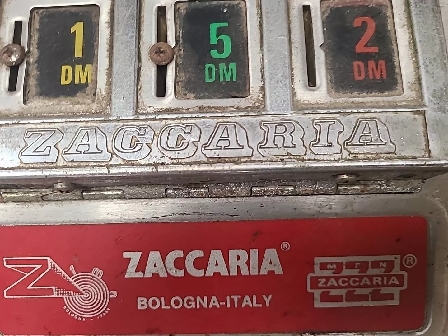 1 5 2
DM DM DM
ZACCARIA
ZACCARIA®
BOLOGNA-ITALY
®
ZACCARIA